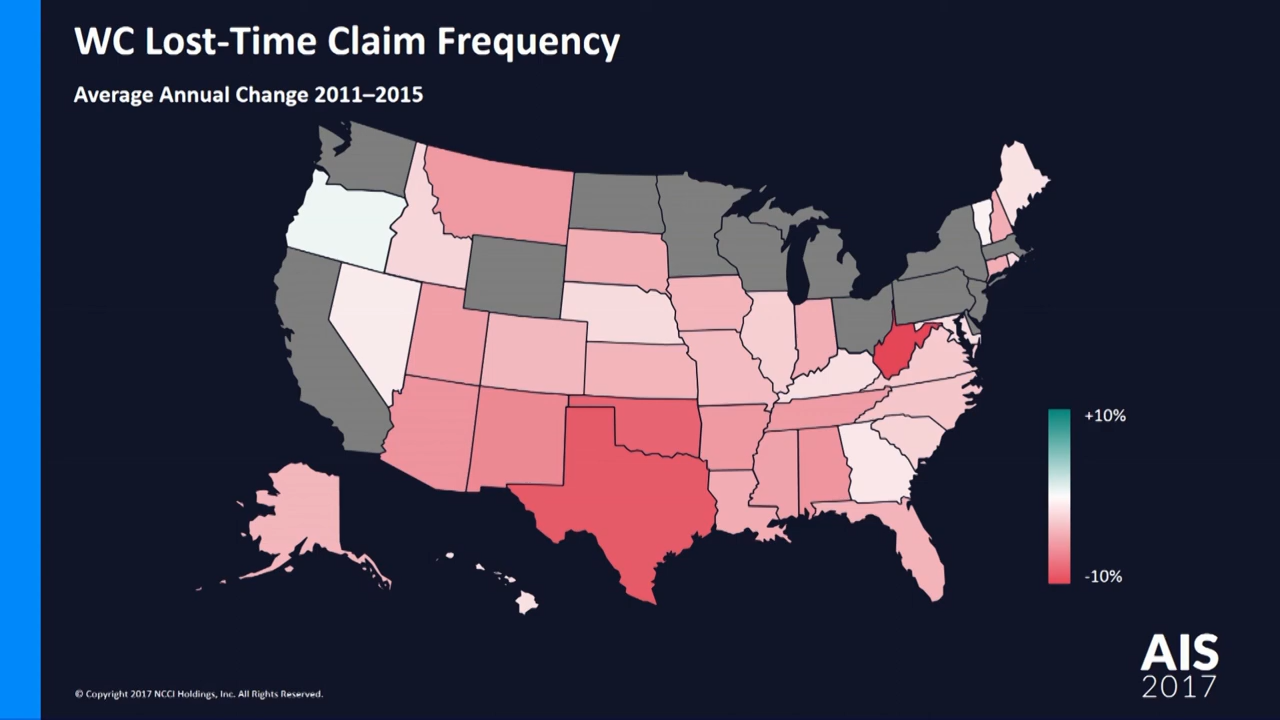 WC Lost-Time Claim Frequency
Average Annual Change 2011–2015
+10%
-10%
AIS
2017
© Copyright 2017 NCCI Holdings, Inc. All Rights Reserved.